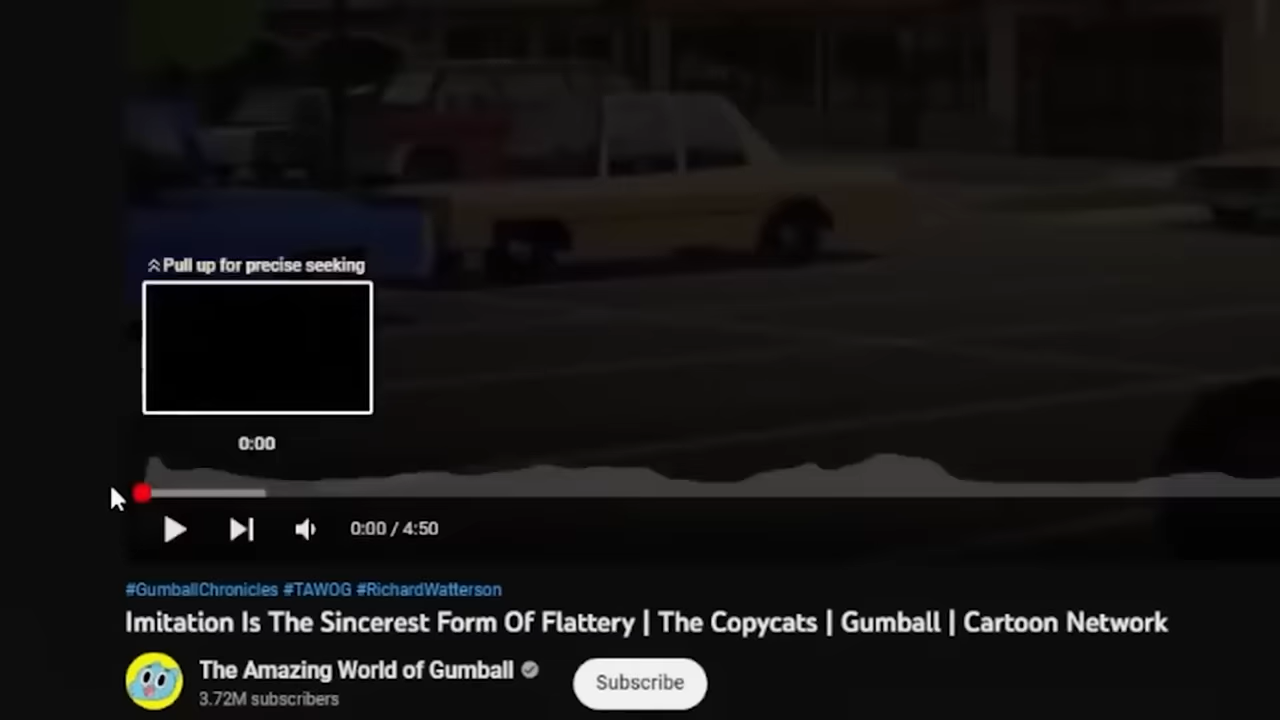 Pull up for precise seeking
0:00
0:00 / 4:50
#GumballChronicles #TAWOG #RichardWatterson
Imitation Is The Sincerest Form Of Flattery | The Copycats | Gumball | Cartoon Network
The Amazing World of Gumball
3.72M subscribers
Subscribe